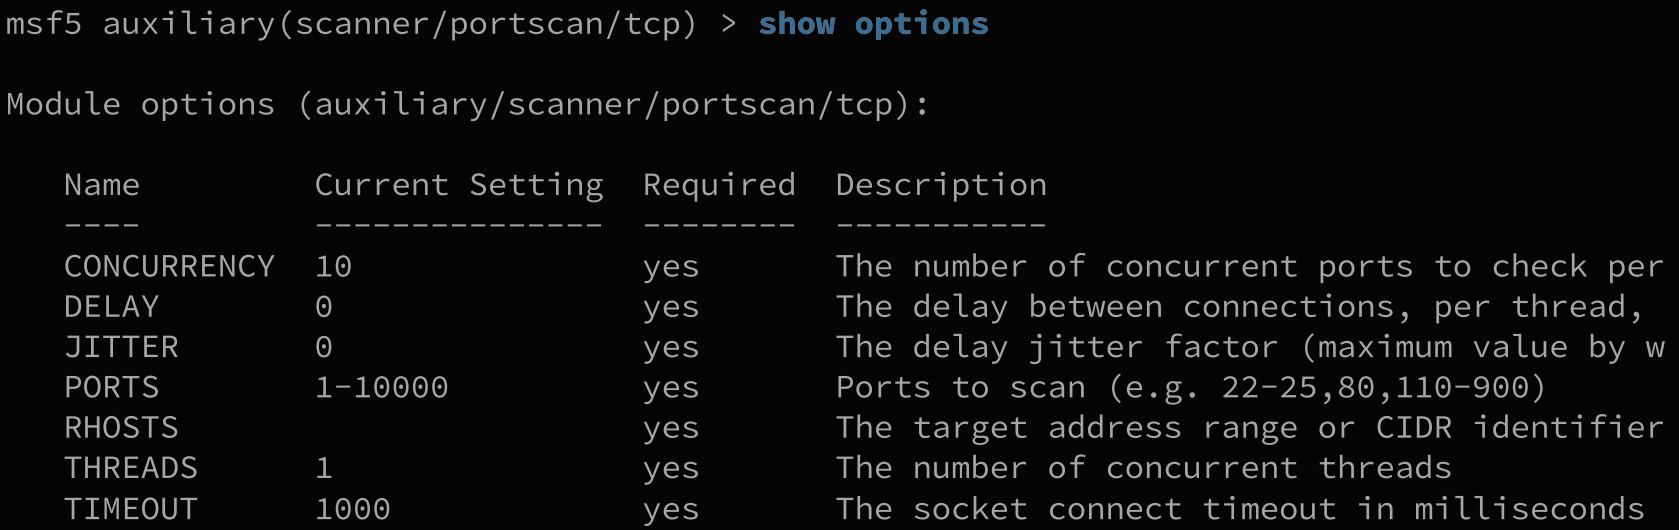 msf5 auxiliary(scanner/portscan/tcp) > show options
Module options (auxiliary/scanner/portscan/tcp):
Name Current Setting Required Description
---- --------------- -------- -----------
CONCURRENCY 10 yes The number of concurrent ports to check per
DELAY 0 yes The delay between connections, per thread,
JITTER 0 yes The delay jitter factor (maximum value by w
PORTS 1-10000 yes Ports to scan (e.g. 22-25,80,110-900)
RHOSTS yes The target address range or CIDR identifier
THREADS 1 yes The number of concurrent threads
TIMEOUT 1000 yes The socket connect timeout in milliseconds